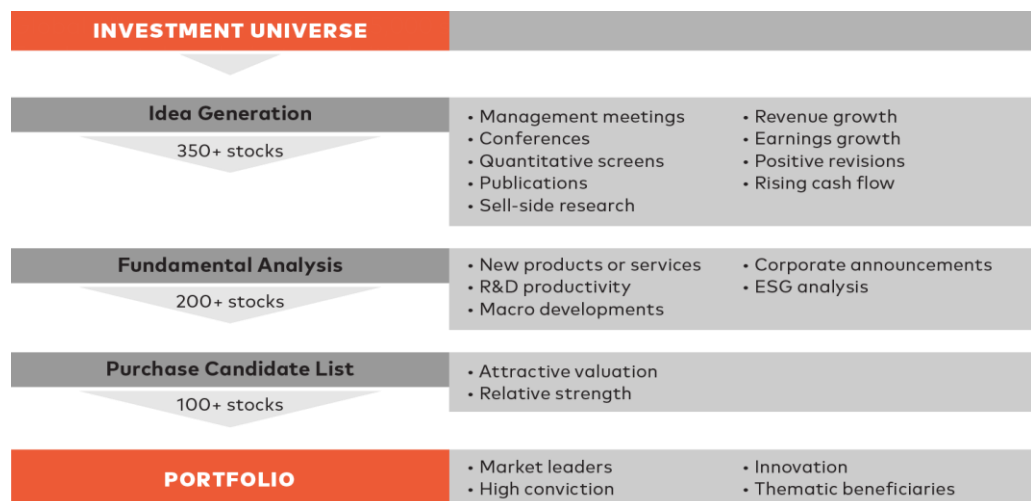 INVESTMENT UNIVERSE
Idea Generation
350+ stocks
• Management meetings
• Conferences
• Quantitative screens
• Publications
• Sell-side research
• Revenue growth
• Earnings growth
• Positive revisions
• Rising cash flow
Fundamental Analysis
200+ stocks
• New products or services
• R&D productivity
• Macro developments
• Corporate announcements
• ESG analysis
Purchase Candidate List
100+ stocks
• Attractive valuation
• Relative strength
PORTFOLIO
• Market leaders
• High conviction
• Innovation
• Thematic beneficiaries